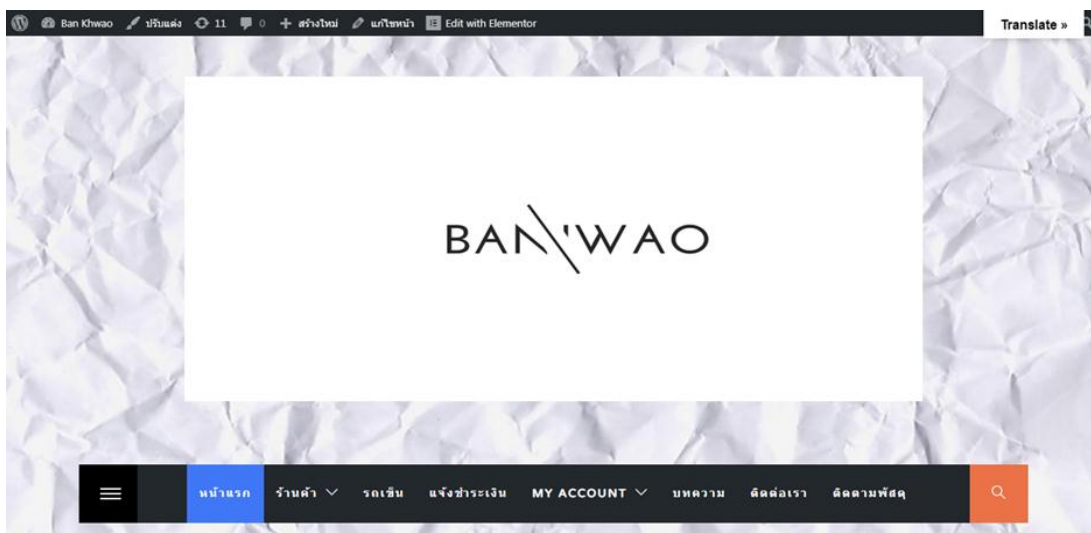 Ban Khwao ปรับแต่ง 11 0 สร้างใหม่ แก้ไขหน้า Edit with Elementor Translate »
BAN'WAO
หน้าแรก ร้านค้า รถเข็น แจ้งชำระเงิน MY ACCOUNT บทความ ติดต่อเรา ติดตามพัสดุ